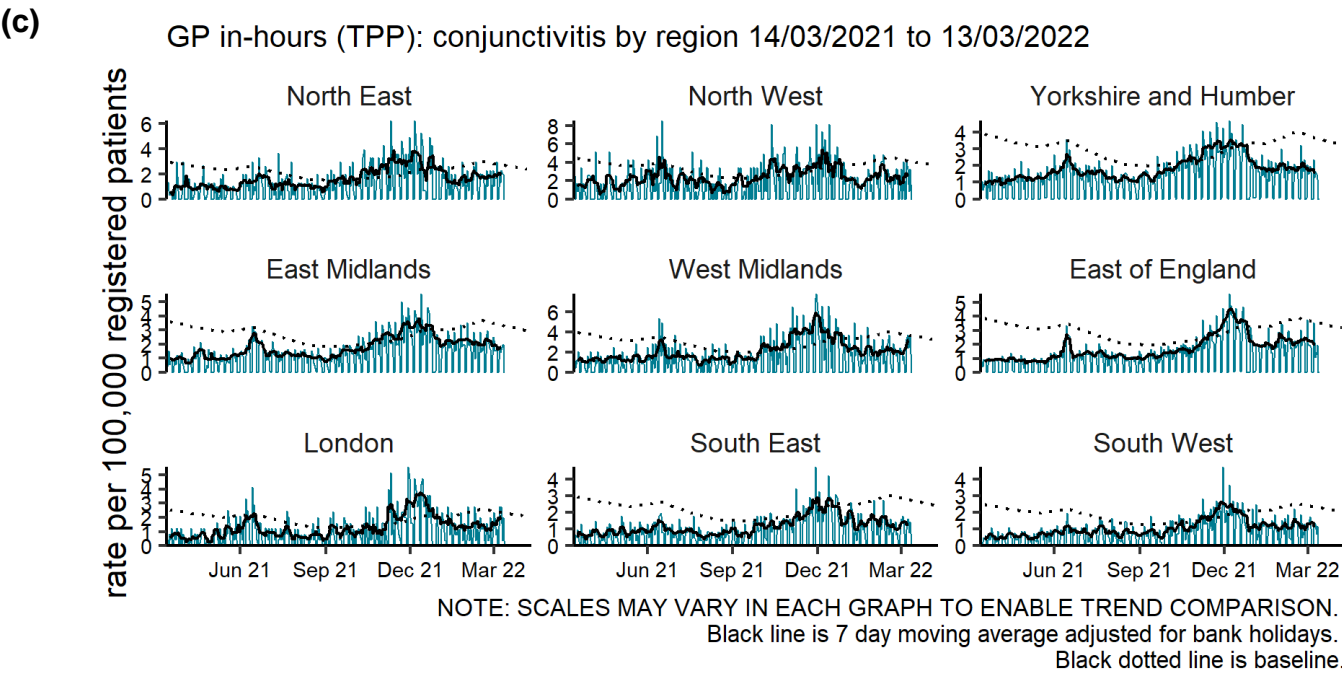 (c)
GP in-hours (TPP): conjunctivitis by region 14/03/2021 to 13/03/2022
rate per 100,000 registered patients
North East
6
4
2
0
North West
8
6
4
2
0
Yorkshire and Humber
4
3
2
1
0
East Midlands
5
4
3
2
1
0
West Midlands
6
4
2
0
East of England
5
4
3
2
1
0
London
5
4
3
2
1
0
Jun 21 Sep 21 Dec 21 Mar 22
South East
4
3
2
1
0
Jun 21 Sep 21 Dec 21 Mar 22
South West
4
3
2
1
0
Jun 21 Sep 21 Dec 21 Mar 22
NOTE: SCALES MAY VARY IN EACH GRAPH TO ENABLE TREND COMPARISON.
Black line is 7 day moving average adjusted for bank holidays.
Black dotted line is baseline.